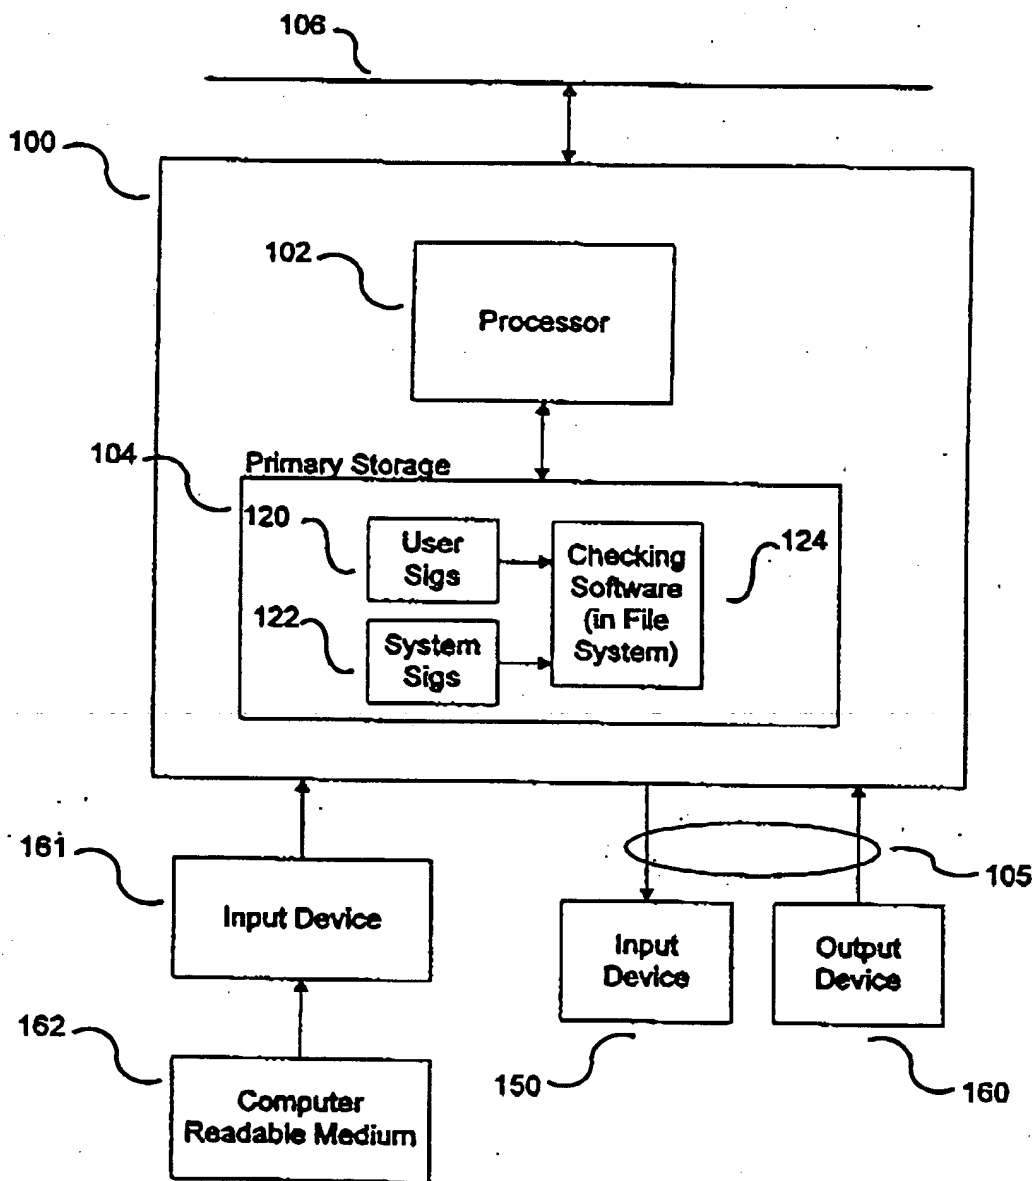 106
100
102
Processor
104
Primary Storage
120
User
Sigs
122
System
Sigs
Checking
Software
(in File
System)
124
161
Input Device
162
Computer
Readable Medium
105
Input
Device
150
Output
Device
160